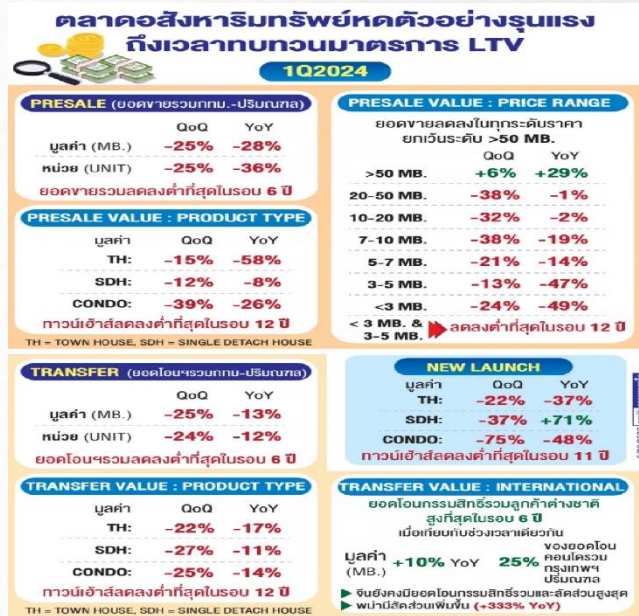 ตลาดอสังหาริมทรัพย์หดตัวอย่างรุนแรง
ถึงเวลาทบทวนมาตรการ LTV
1Q2024
PRESALE (ยอดขายรวมกทม.-ปริมณฑล)
QoQ YoY
มูลค่า (MB.) -25% -28%
หน่วย (UNIT) -25% -36%
ยอดขายรวมลดลงต่ำที่สุดในรอบ 6 ปี
PRESALE VALUE : PRODUCT TYPE
มูลค่า QoQ YoY
TH: -15% -58%
SDH: -12% -8%
CONDO: -39% -26%
ทาวน์เฮ้าส์ลดลงต่ำที่สุดในรอบ 12 ปี
TH = TOWN HOUSE, SDH = SINGLE DETACH HOUSE
PRESALE VALUE : PRICE RANGE
ยอดขายลดลงในทุกระดับราคา
ยกเว้นระดับ >50 MB.
QoQ YoY
>50 MB. +6% +29%
20-50 MB. -38% -1%
10-20 MB. -32% -2%
7-10 MB. -38% -19%
5-7 MB. -21% -14%
3-5 MB. -13% -47%
<3 MB. -24% -49%
< 3 MB. & 3-5 MB. ลดลงต่ำที่สุดในรอบ 12 ปี
TRANSFER (ยอดโอนฯรวมกทม-ปริมณฑล)
QoQ YoY
มูลค่า (MB.) -25% -13%
หน่วย (UNIT) -24% -12%
ยอดโอนฯรวมลดลงต่ำที่สุดในรอบ 6 ปี
TRANSFER VALUE : PRODUCT TYPE
มูลค่า QoQ YoY
TH: -22% -17%
SDH: -27% -11%
CONDO: -25% -14%
ทาวน์เฮ้าส์ลดลงต่ำที่สุดในรอบ 12 ปี
TH = TOWN HOUSE, SDH = SINGLE DETACH HOUSE
NEW LAUNCH
มูลค่า QoQ YoY
TH: -22% -37%
SDH: -37% +71%
CONDO: -75% -48%
ทาวน์เฮ้าส์ลดลงต่ำที่สุดในรอบ 11 ปี
TRANSFER VALUE : INTERNATIONAL
ยอดโอนกรรมสิทธิ์รวมลูกค้าต่างชาติ
สูงที่สุดในรอบ 6 ปี
เมื่อเทียบกับช่วงเวลาเดียวกัน
มูลค่า (MB.) +10% YoY 25% ของยอดโอน
คอนโดรวม
กรุงเทพฯ
ปริมณฑล
จีนยังคงมียอดโอนกรรมสิทธิ์รวมและสัดส่วนสูงสุด
พม่ามีสัดส่วนเพิ่มขึ้น (+333% YoY)